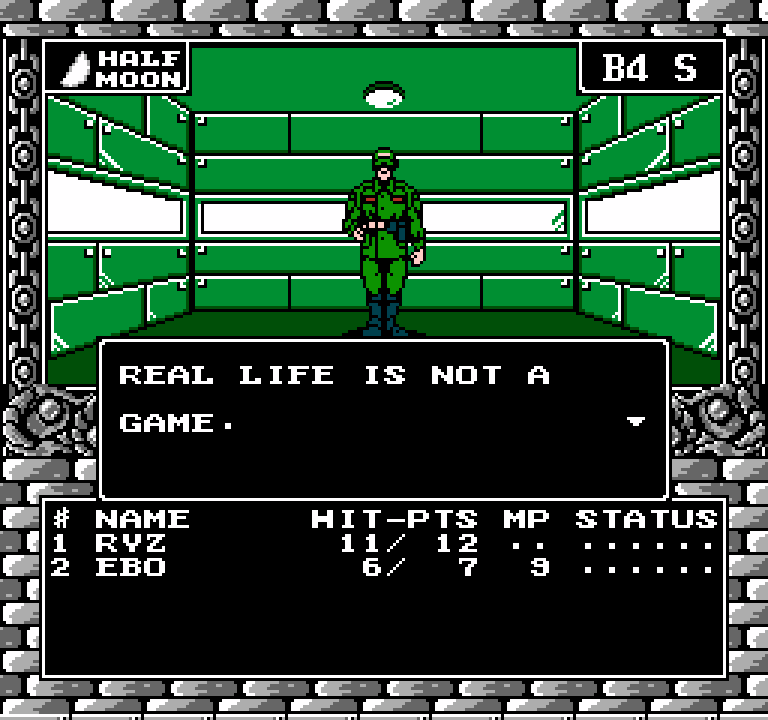 HALF
MOON
B4 S
REAL LIFE IS NOT A
GAME.
# NAME HIT-PTS MP STATUS
1 RYZ 11/ 12 .. ......
2 EBO 6/ 7 9 ......